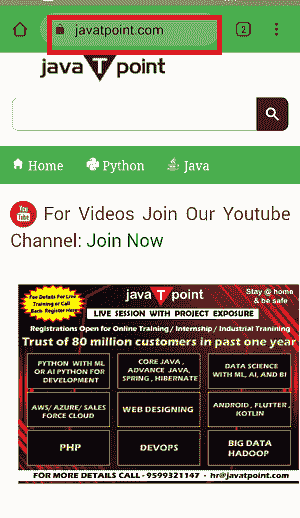 javatpoint.com
2
java T point
Home Python Java
You Tube For Videos Join Our Youtube
Channel: Join Now
For Details For Live
Training or Call
Each Register Here
java T point
Stay @ home
& be safe
LIVE SESSION WITH PROJECT EXPOSURE
Registrations Open for Online Training / Internship / Industrial Tranining
Trust of 80 million customers in past one year
PYTHON WITH ML
OR AI PYTHON FOR
DEVELOPMENT
CORE JAVA ,
ADVANCE JAVA,
SPRING , HIBERNATE
DATA SCIENCE
WITH ML, AI, AND BI
AWS/ AZURE/ SALES
FORCE CLOUD
WEB DESIGNING
ANDROID , FLUTTER ,
KOTLIN
PHP
DEVOPS
BIG DATA
HADOOP
FOR MORE DETAILS CALL - 9599321147 - hr@javatpoint.com